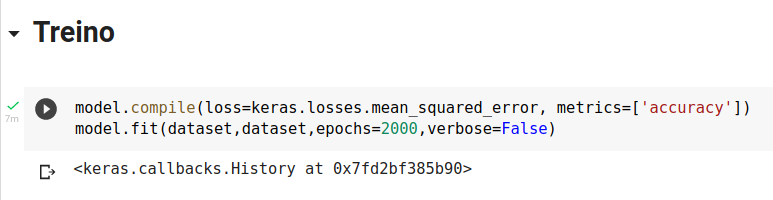 Treino
model.compile(loss=keras.losses.mean_squared_error, metrics=['accuracy'])
7m
model.fit(dataset,dataset,epochs=2000,verbose=False)
<keras.callbacks.History at 0x7fd2bf385b90>